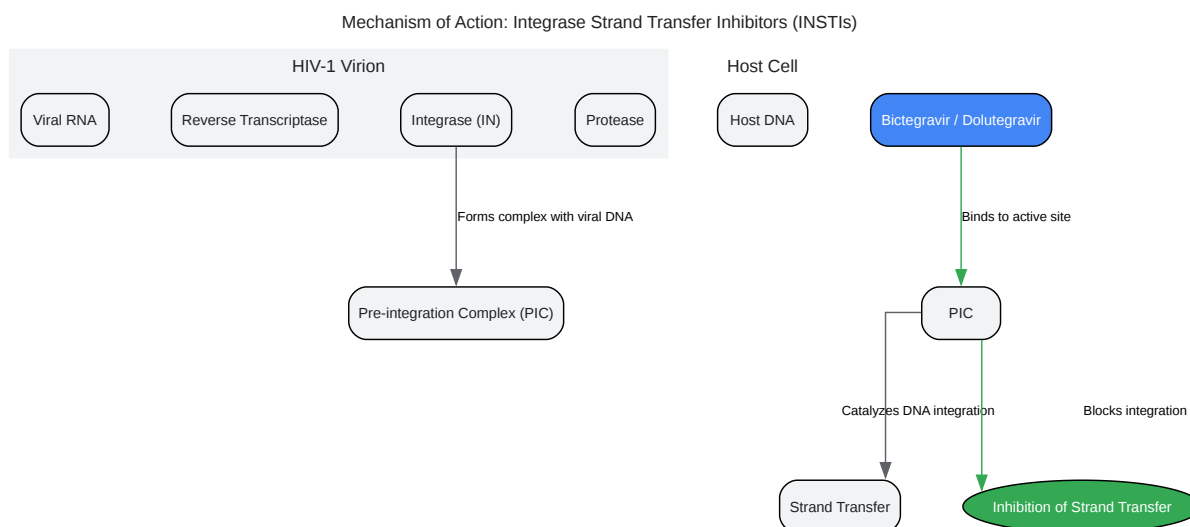 Mechanism of Action: Integrase Strand Transfer Inhibitors (INSTIs)
HIV-1 Virion
Host Cell
Viral RNA
Reverse Transcriptase
Integrase (IN)
Protease
Host DNA
Bictegravir / Dolutegravir
Forms complex with viral DNA
Binds to active site
Pre-integration Complex (PIC)
PIC
Catalyzes DNA integration
Blocks integration
Strand Transfer
Inhibition of Strand Transfer